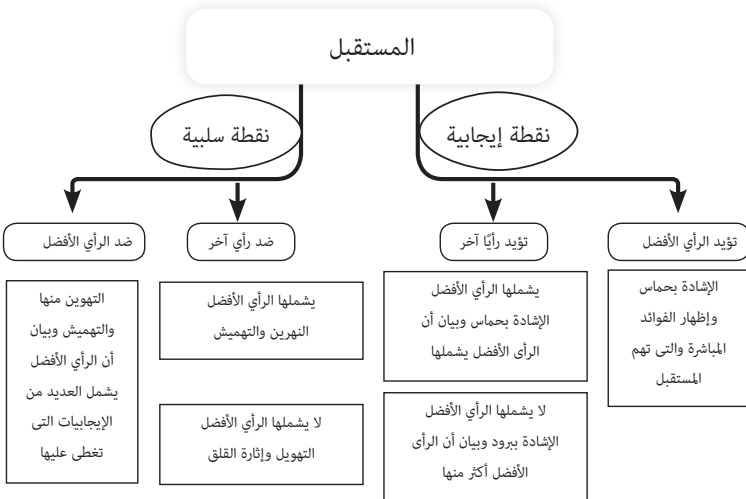 المستقبل
نقطة إيجابية
نقطة سلبية
تؤيد الرأي الأفضل
تؤيد رأيًا آخر
ضد رأي آخر
ضد الرأي الأفضل
الإشادة بحماس
وإظهار الفوائد
المباشرة والتى تهم
المستقبل
يشملها الرأي الأفضل
الإشادة بحماس وبيان أن
الرأى الأفضل يشملها
لا يشملها الرأي الأفضل
الإشادة ببرود وبيان أن الرأى
الأفضل أكثر منها
يشملها الرأي الأفضل
النهرين والتهميش
لا يشملها الرأي الأفضل
التهويل وإثارة القلق
التهوين منها
والتهميش وبيان
أن الرأي الأفضل
يشمل العديد من
الإيجابيات التى
تغطى عليها